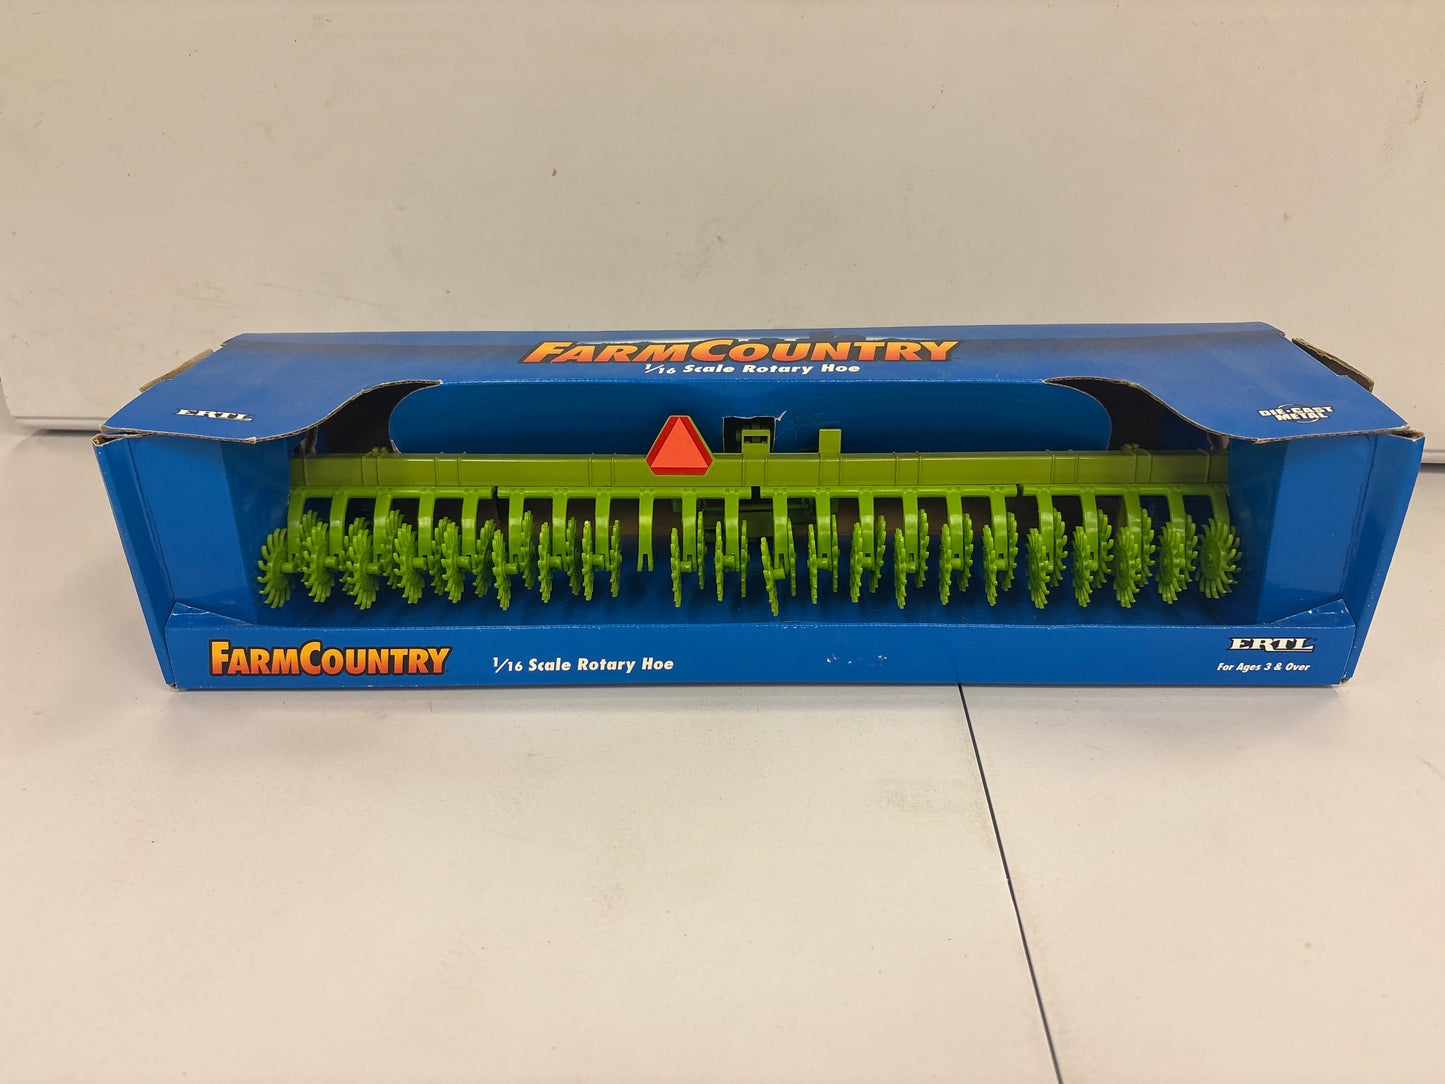 FARMCOUNTRY
1/16 Scale Rotary Hoe
ERTL
DIE-CAST
METAL
FARMCOUNTRY
1/16 Scale Rotary Hoe
ERTL
For Ages 3 & Over